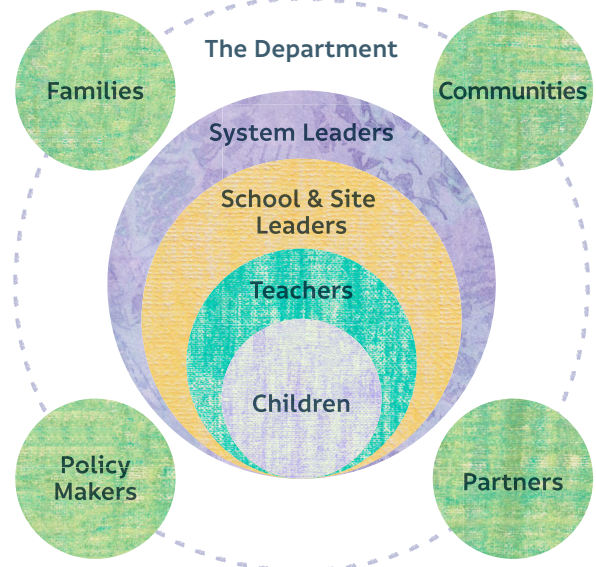 The Department
Families
Communities
System Leaders
School & Site
Leaders
Teachers
Children
Policy
Makers
Partners